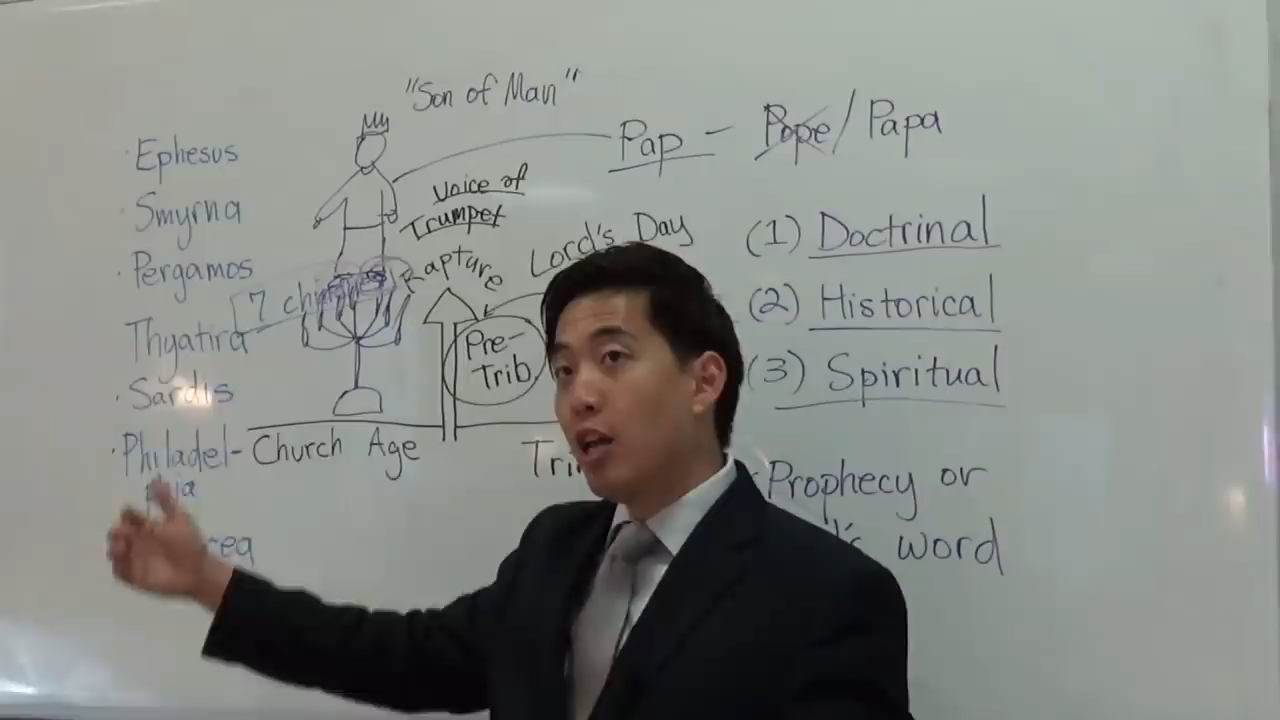 "Son of Man"
Pap - Pope / Papa
· Ephesus
· Smyrna
· Pergamos
Thyatira
· Sardis
· Philadel-
phia
Voice of
Trumpet
Rapture
Lord's Day
7
Pre-
Trib
Church Age
(1) Doctrinal
(2) Historical
(3) Spiritual
Prophecy or
word